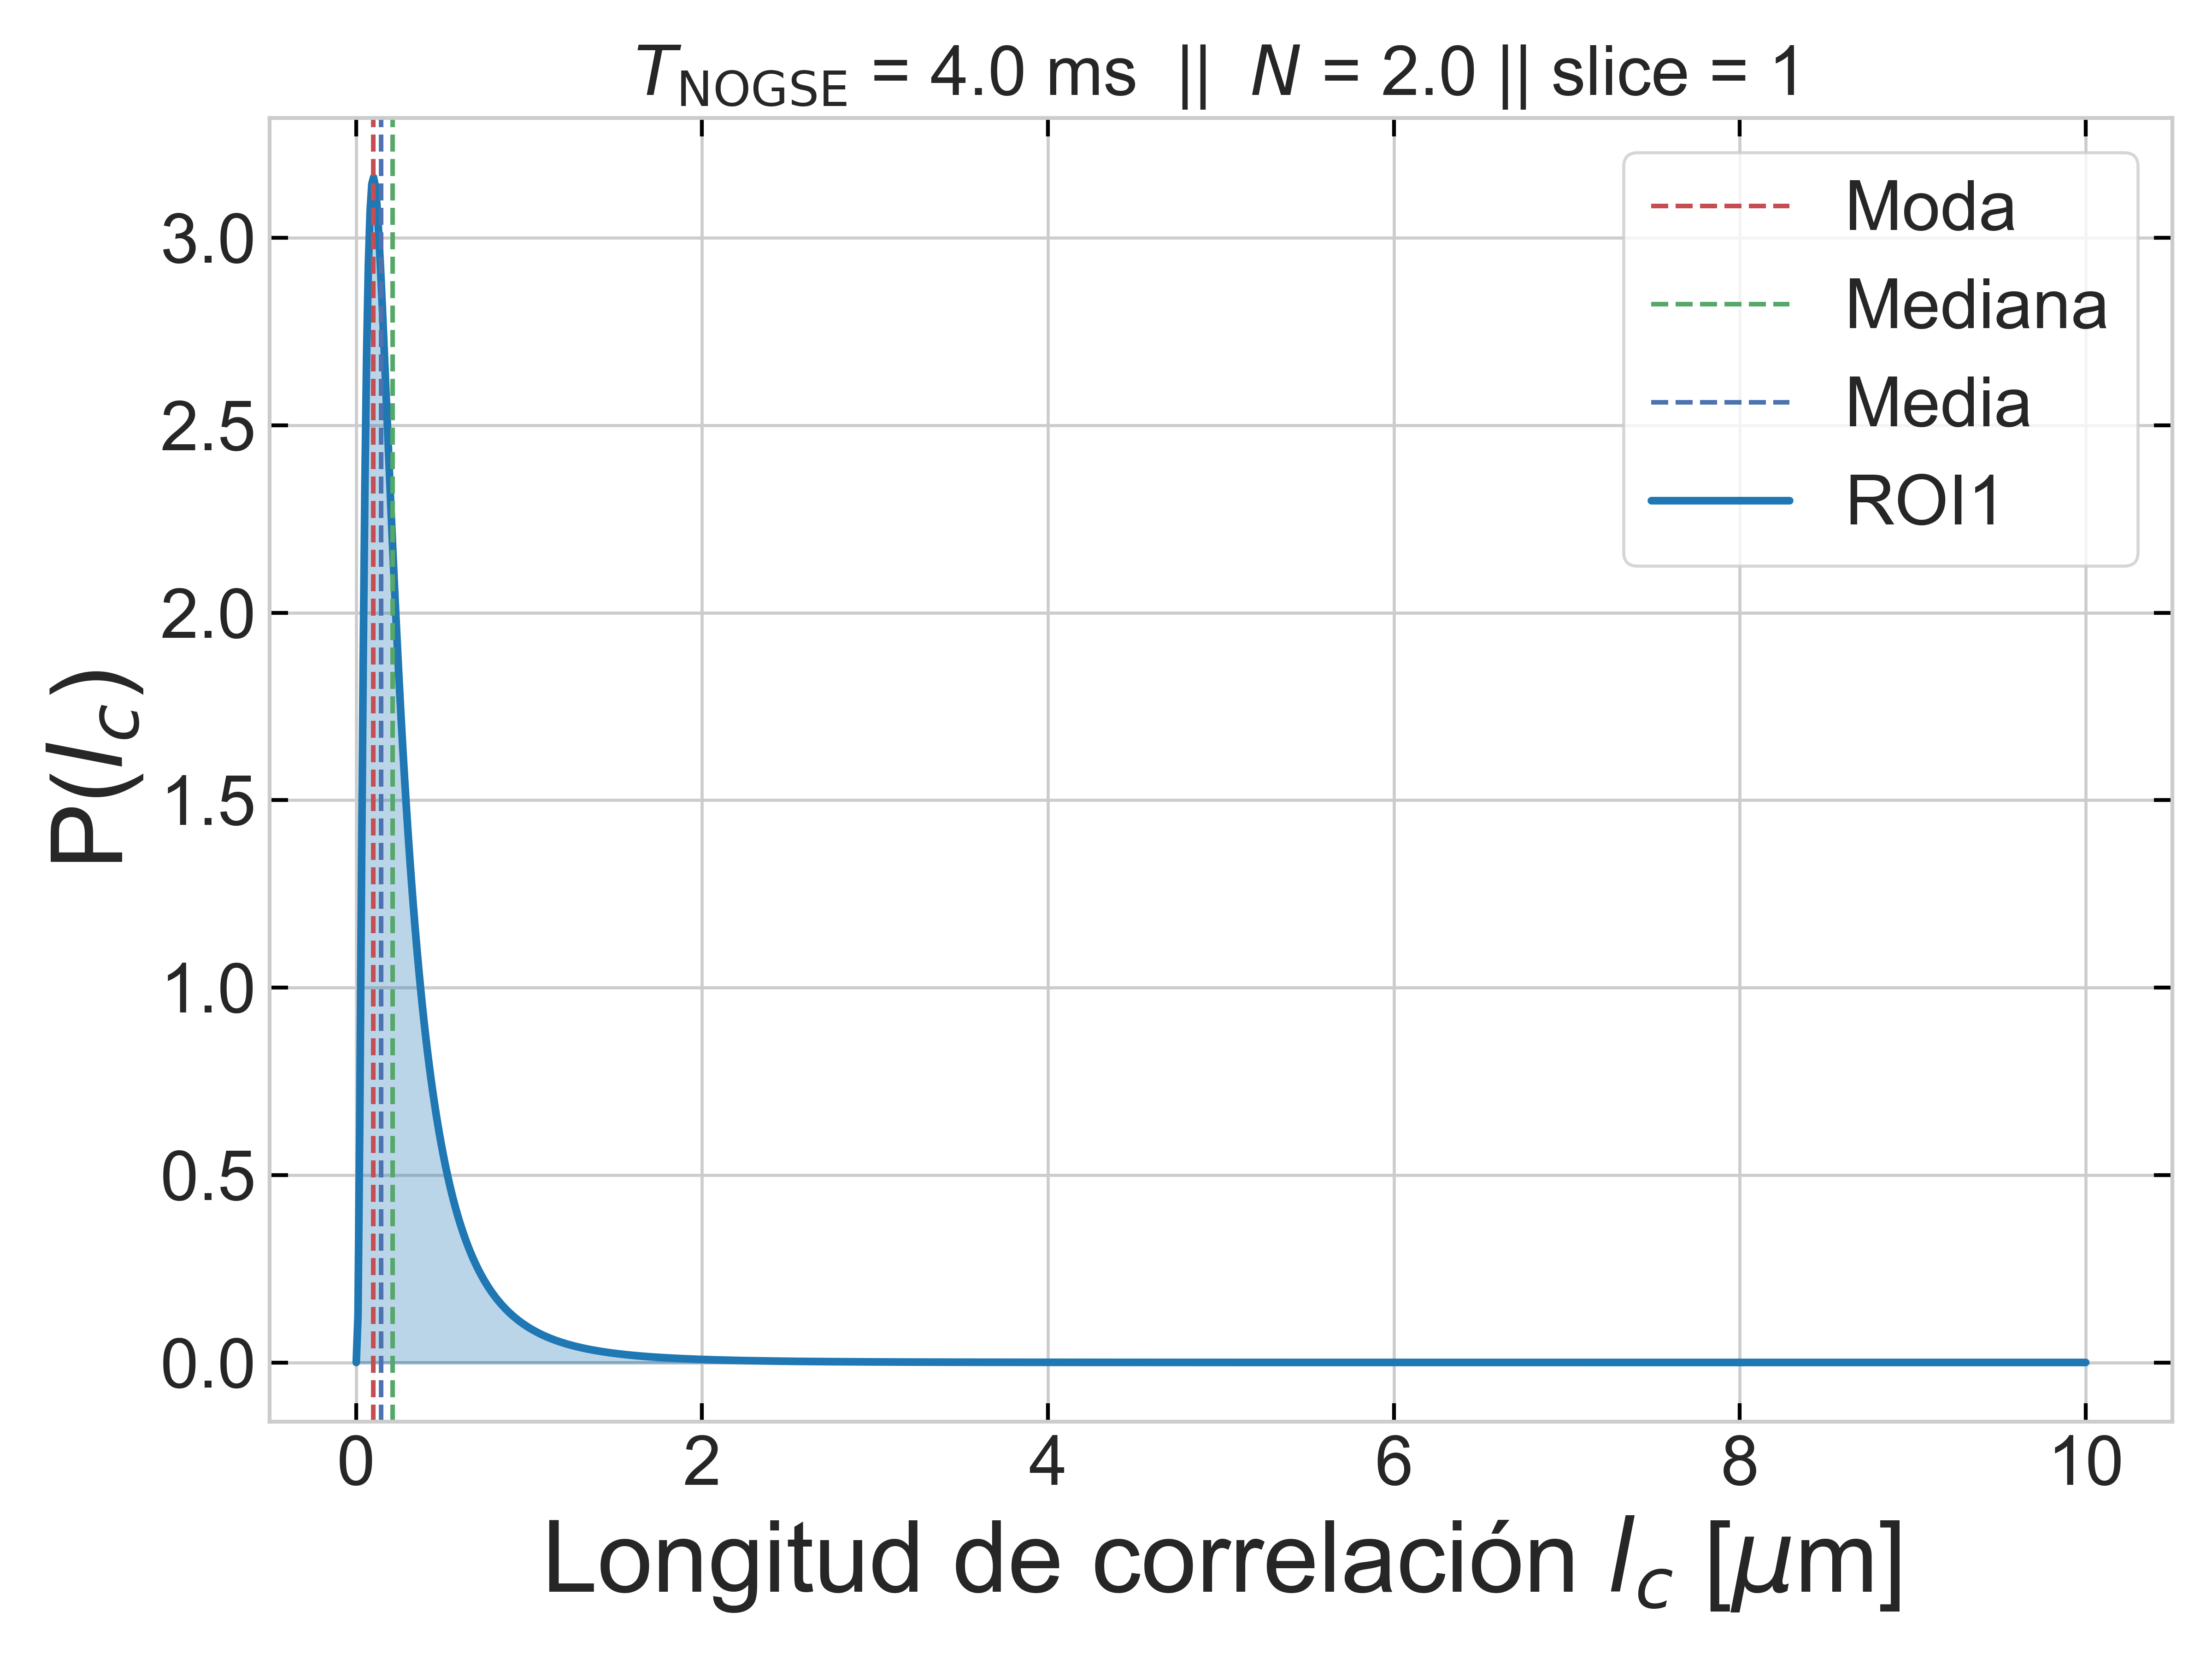 T_NOGSE = 4.0 ms || N = 2.0 || slice = 1
Moda
Mediana
Media
ROI1
P(l_c)
3.0
2.5
2.0
1.5
1.0
0.5
0.0
0 2 4 6 8 10
Longitud de correlación l_c [μm]